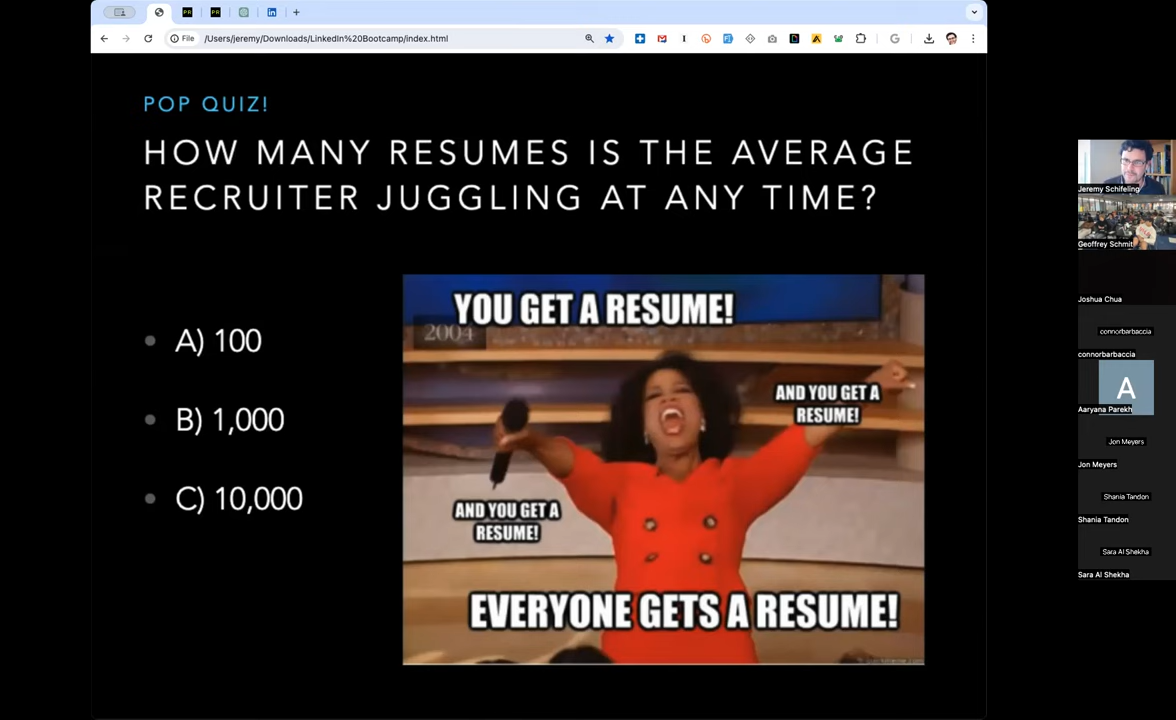 File
/Users/jeremy/Downloads/LinkedIn%20Bootcamp/index.html
POP QUIZ!
HOW MANY RESUMES IS THE AVERAGE
RECRUITER JUGGLING AT ANY TIME?
A) 100
B) 1,000
C) 10,000
YOU GET A RESUME!
2004
AND YOU GET A
RESUME!
AND YOU GET A
RESUME!
EVERYONE GETS A RESUME!
Jeremy Schifeling
Geoffrey Schmit
Joshua Chua
connorbarbaccia
connorbarbaccia
A
Aaryana Parekh
Jon Meyers
Jon Meyers
Shania Tandon
Shania Tandon
Sara Al Shekha
Sara Al Shekha